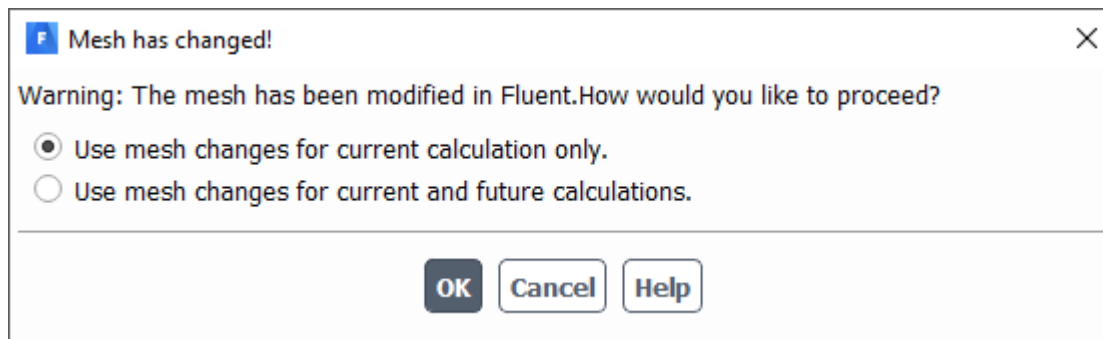 F Mesh has changed!
Warning: The mesh has been modified in Fluent.How would you like to proceed?
Use mesh changes for current calculation only.
Use mesh changes for current and future calculations.
OK Cancel Help